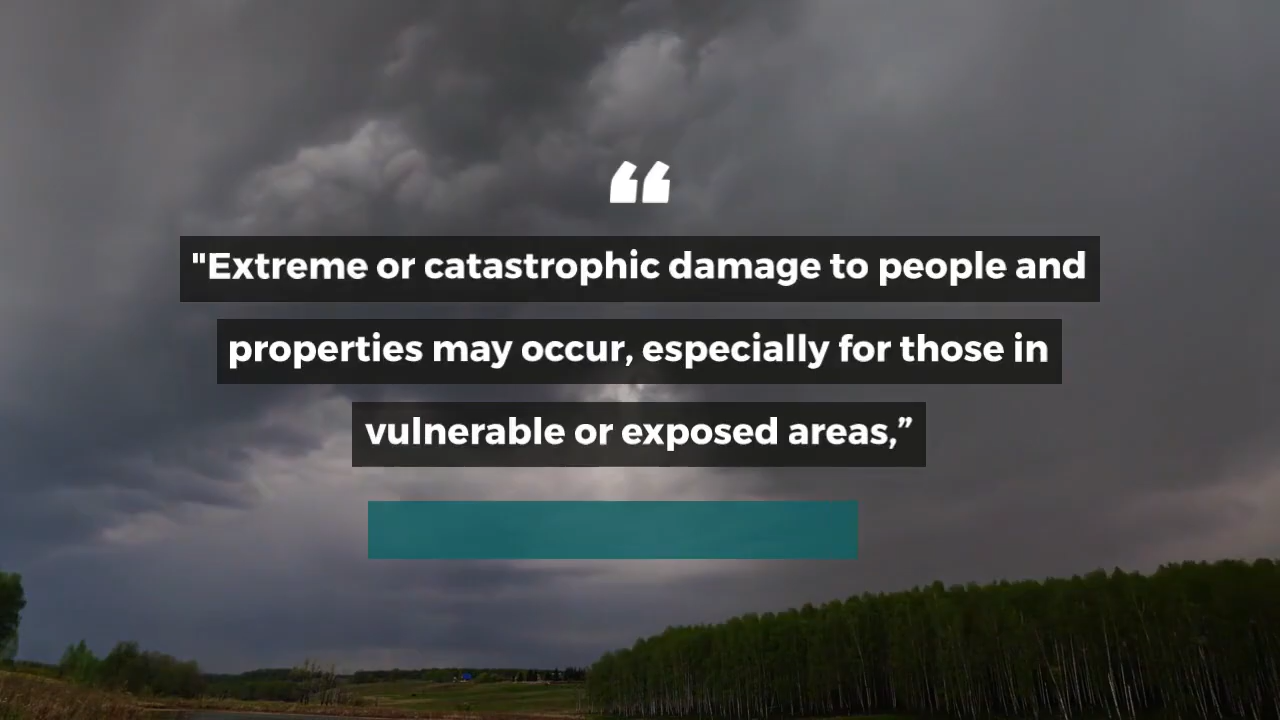 “
"Extreme or catastrophic damage to people and
properties may occur, especially for those in
vulnerable or exposed areas,”